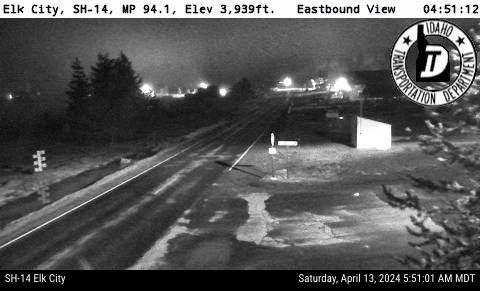 Elk City, SH-14, MP 94.1, Elev 3,939ft. Eastbound View 04:51:12
IDAHO
TRANSPORTATION DEPARTMENT
SH-14 Elk City Saturday, April 13, 2024 5:51:01 AM MDT